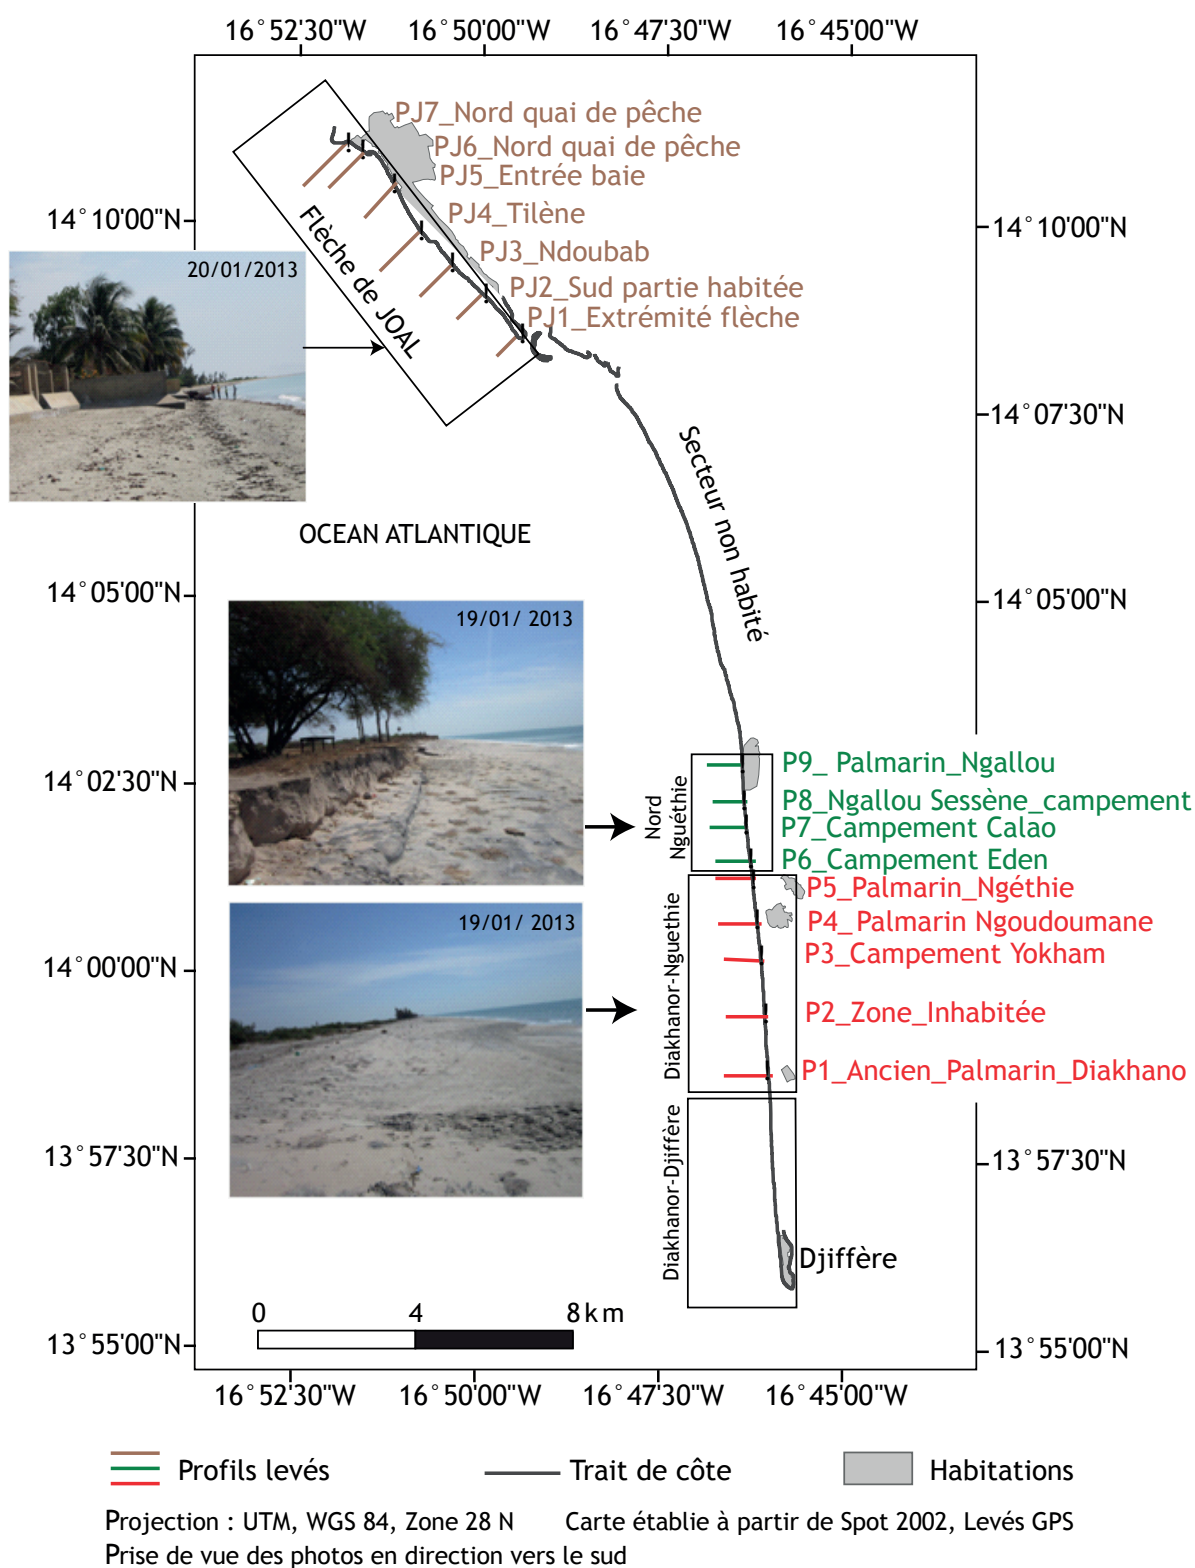 16°52'30"W 16°50'00"W 16°47'30"W 16°45'00"W
PJ7_Nord quai de pêche
PJ6_Nord quai de pêche
PJ5_Entrée baie
PJ4_Tilène
PJ3_Ndoubab
PJ2_Sud partie habitée
PJ1_Extrémité flèche
Flèche de JOAL
14°10'00"N
14°10'00"N
20/01/2013
14°07'30"N
Secteur non habité
OCEAN ATLANTIQUE
14°05'00"N
14°05'00"N
19/01/ 2013
14°02'30"N
Nord
Nguéthie
P9_ Palmarin_Ngallou
P8_Ngallou Sessène_campement
P7_Campement Calao
P6_Campement Eden
P5_Palmarin_Ngéthie
P4_Palmarin Ngoudoumane
P3_Campement Yokham
P2_Zone_Inhabitée
P1_Ancien_Palmarin_Diakhano
19/01/ 2013
Diakhanor-Nguethie
14°00'00"N
13°57'30"N
13°57'30"N
Diakhanor-Djiffère
Djiffère
0 4 8 km
13°55'00"N
13°55'00"N
16°52'30"W 16°50'00"W 16°47'30"W 16°45'00"W
Profils levés Trait de côte Habitations
Projection : UTM, WGS 84, Zone 28 N Carte établie à partir de Spot 2002, Levés GPS
Prise de vue des photos en direction vers le sud